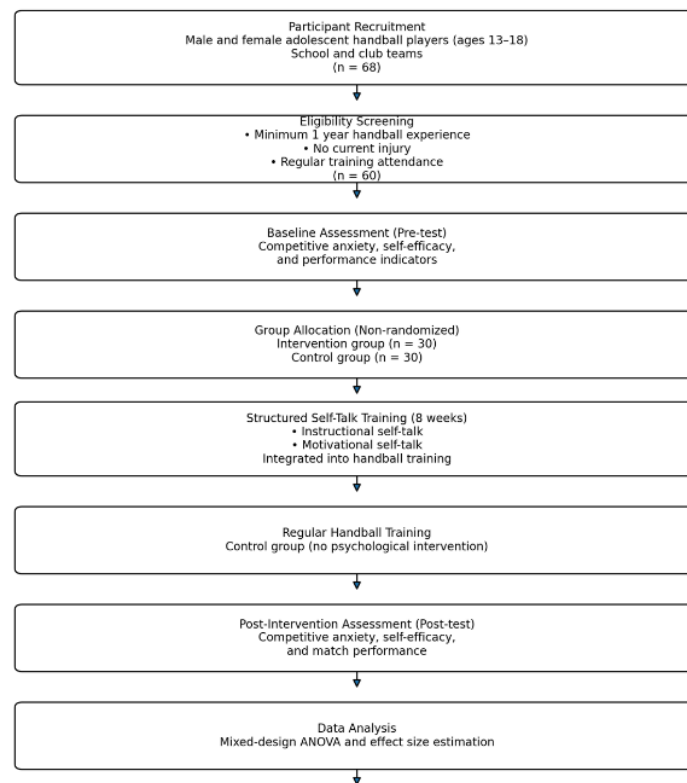 Participant Recruitment
Male and female adolescent handball players (ages 13–18)
School and club teams
(n = 68)
Eligibility Screening
• Minimum 1 year handball experience
• No current injury
• Regular training attendance
(n = 60)
Baseline Assessment (Pre-test)
Competitive anxiety, self-efficacy,
and performance indicators
Group Allocation (Non-randomized)
Intervention group (n = 30)
Control group (n = 30)
Structured Self-Talk Training (8 weeks)
• Instructional self-talk
• Motivational self-talk
Integrated into handball training
Regular Handball Training
Control group (no psychological intervention)
Post-Intervention Assessment (Post-test)
Competitive anxiety, self-efficacy,
and match performance
Data Analysis
Mixed-design ANOVA and effect size estimation